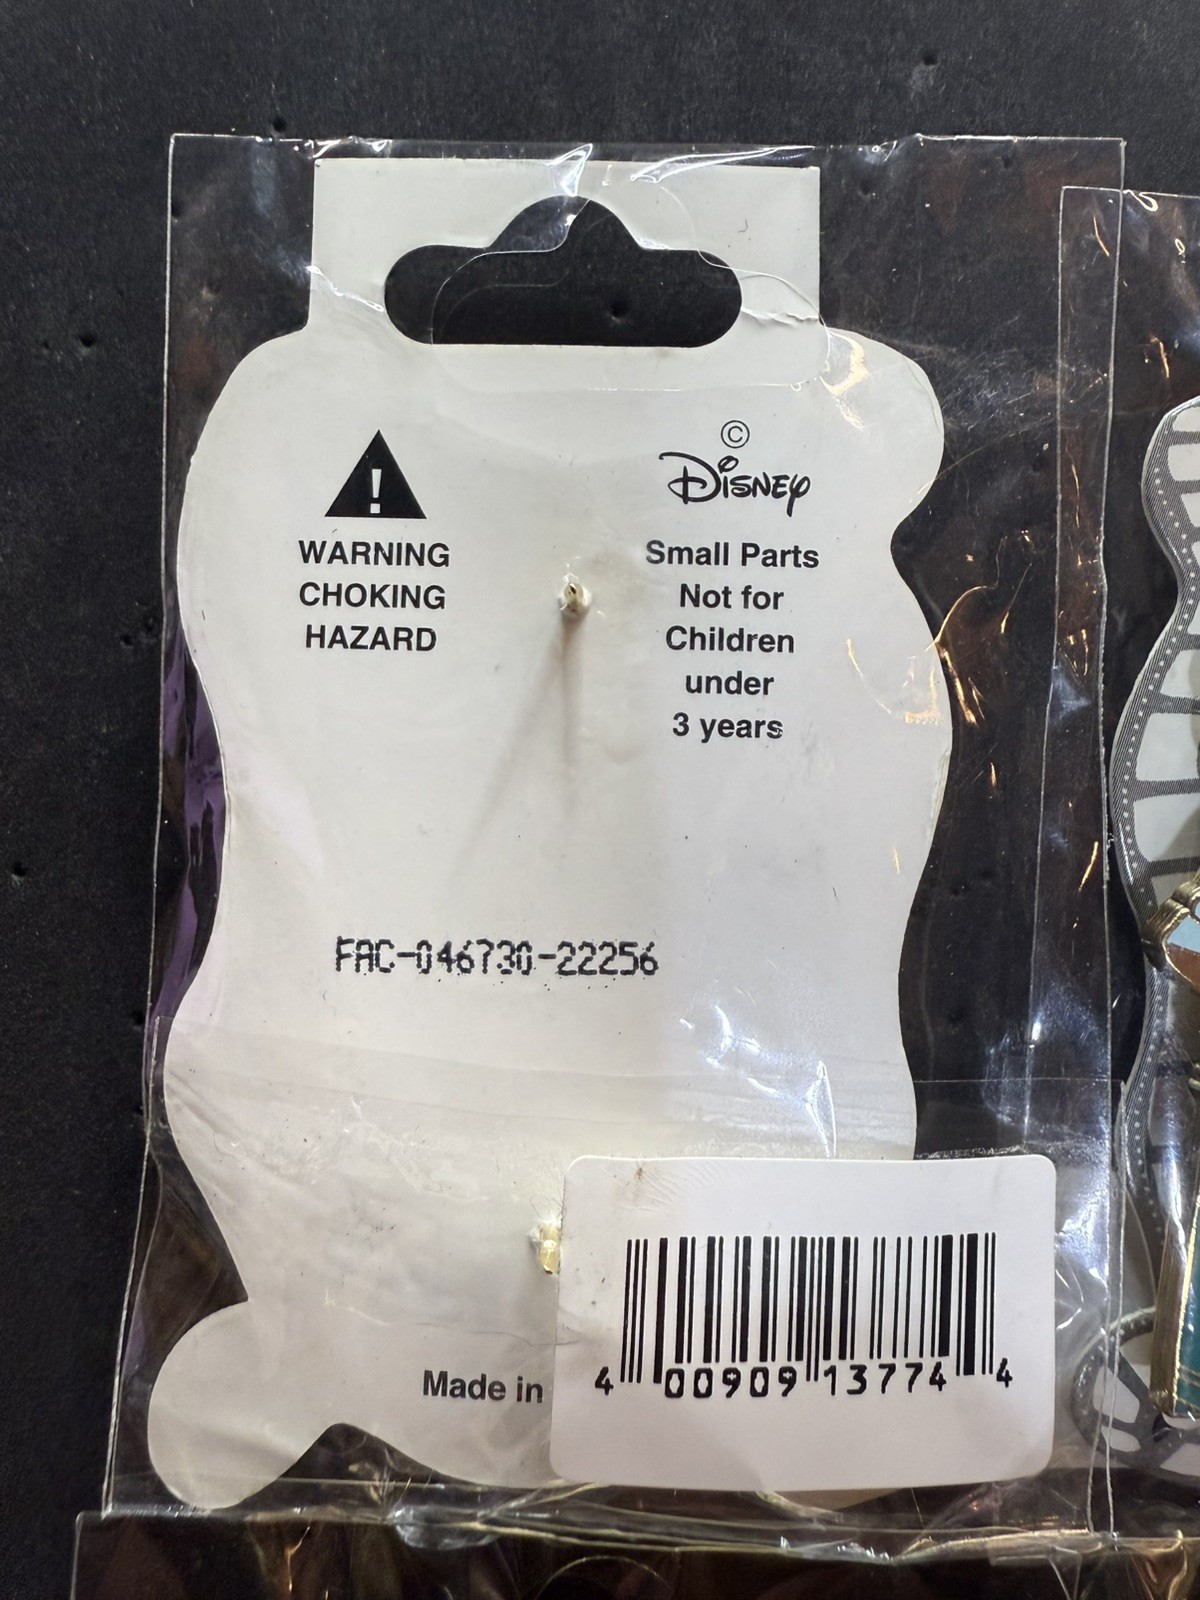 WARNING
CHOKING
HAZARD
©
Disney
Small Parts
Not for
Children
under
3 years
FAC-046730-22256
Made in
4 00909 13774 4